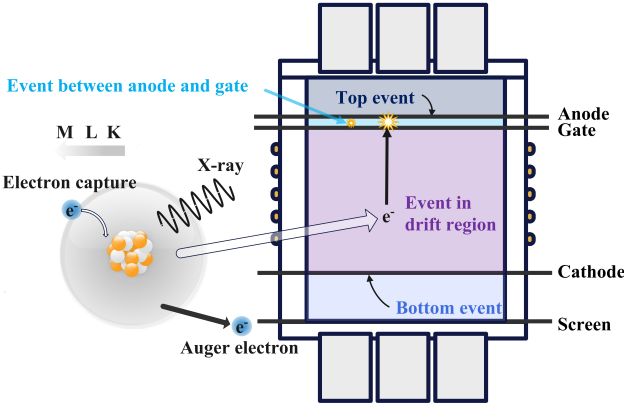 Event between anode and gate
Top event
Anode
Gate
M L K
X-ray
Electron capture
e-
e-
Event in
drift region
Cathode
Bottom event
Screen
e-
Auger electron